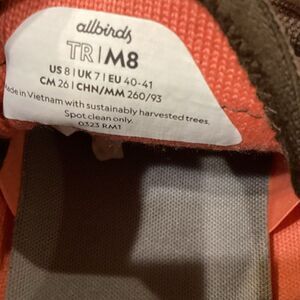 allbirds
TR|M8
US 8|UK 7|EU 40-41
CM 26|CHN/MM 260/93
Made in Vietnam with sustainably harvested trees.
Spot clean only.
0323 RM1